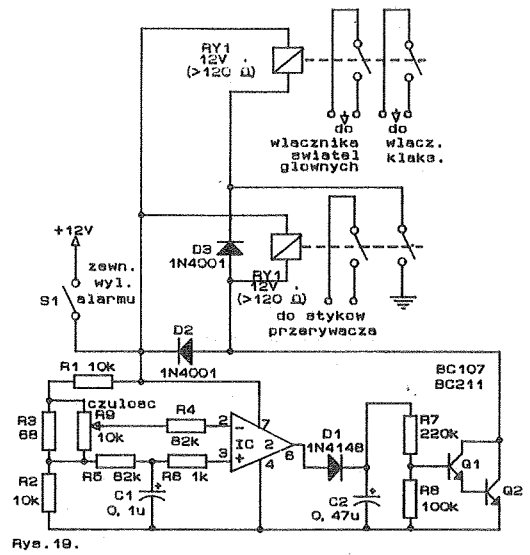 RY1
12V
(>120 Ω)
do
wlacznika
swiatel
glownych
do
wlacz.
klaks.
+12V
zewn.
wyl.
alarmu
S1
D3
1N4001
RY1
12V
(>120 Ω)
do stykow
przerywacza
D2
1N4001
BC107
BC211
R1 10k
czulosc
R3
68
R9
10k
R4
82k
2
-
7
IC 2
6
3
+
4
D1
1N4148
R7
220k
Q1
Q2
R2
10k
R5
82k
R6 1k
C1
0,1u
+
C2
0,47u
+
R8
100k
Rys.19.